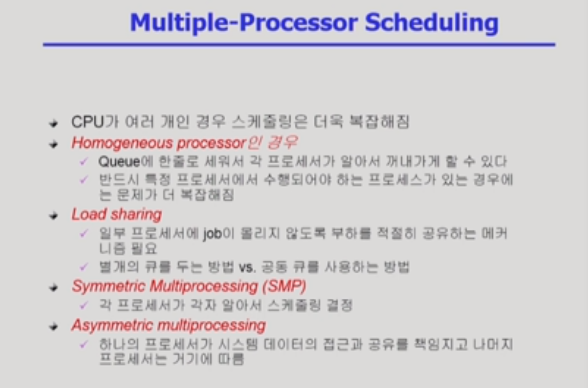 Multiple-Processor Scheduling
CPU가 여러 개인 경우 스케줄링은 더욱 복잡해짐
Homogeneous processor인 경우
Queue에 한줄로 세워서 각 프로세서가 알아서 꺼내가게 할 수 있다
반드시 특정 프로세서에서 수행되어야 하는 프로세스가 있는 경우에
는 문제가 더 복잡해짐
Load sharing
일부 프로세서에 job이 몰리지 않도록 부하를 적절히 공유하는 메커
니즘 필요
별개의 큐를 두는 방법 vs. 공동 큐를 사용하는 방법
Symmetric Multiprocessing (SMP)
각 프로세서가 각자 알아서 스케줄링 결정
Asymmetric multiprocessing
하나의 프로세서가 시스템 데이터의 접근과 공유를 책임지고 나머지
프로세서는 거기에 따름